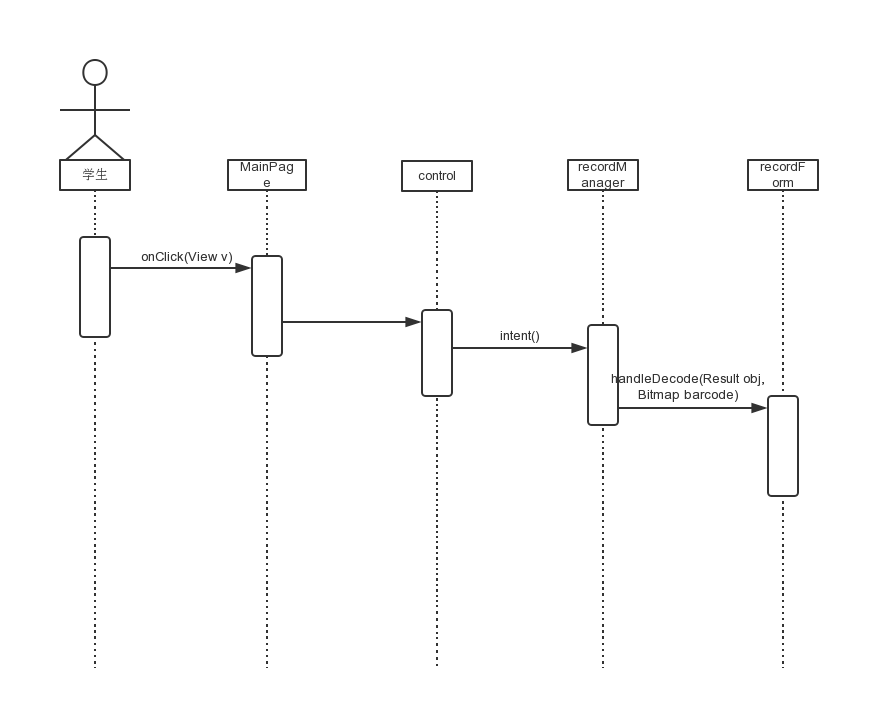 学生
MainPag
e
control
recordM
anager
recordF
orm
onClick(View v)
intent()
handleDecode(Result obj,
Bitmap barcode)